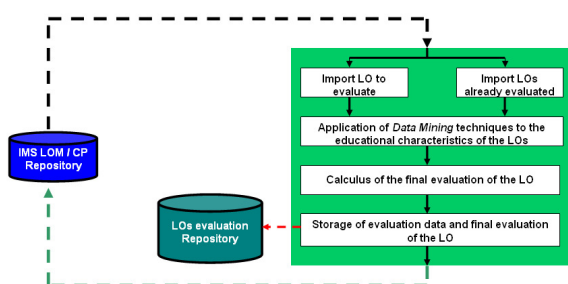 Import LO to
evaluate
Import LOs
already evaluated
Application of Data Mining techniques to the
educational characteristics of the LOs
IMS LOM / CP
Repository
Calculus of the final evaluation of the LO
LOs evaluation
Repository
Storage of evaluation data and final evaluation
of the LO